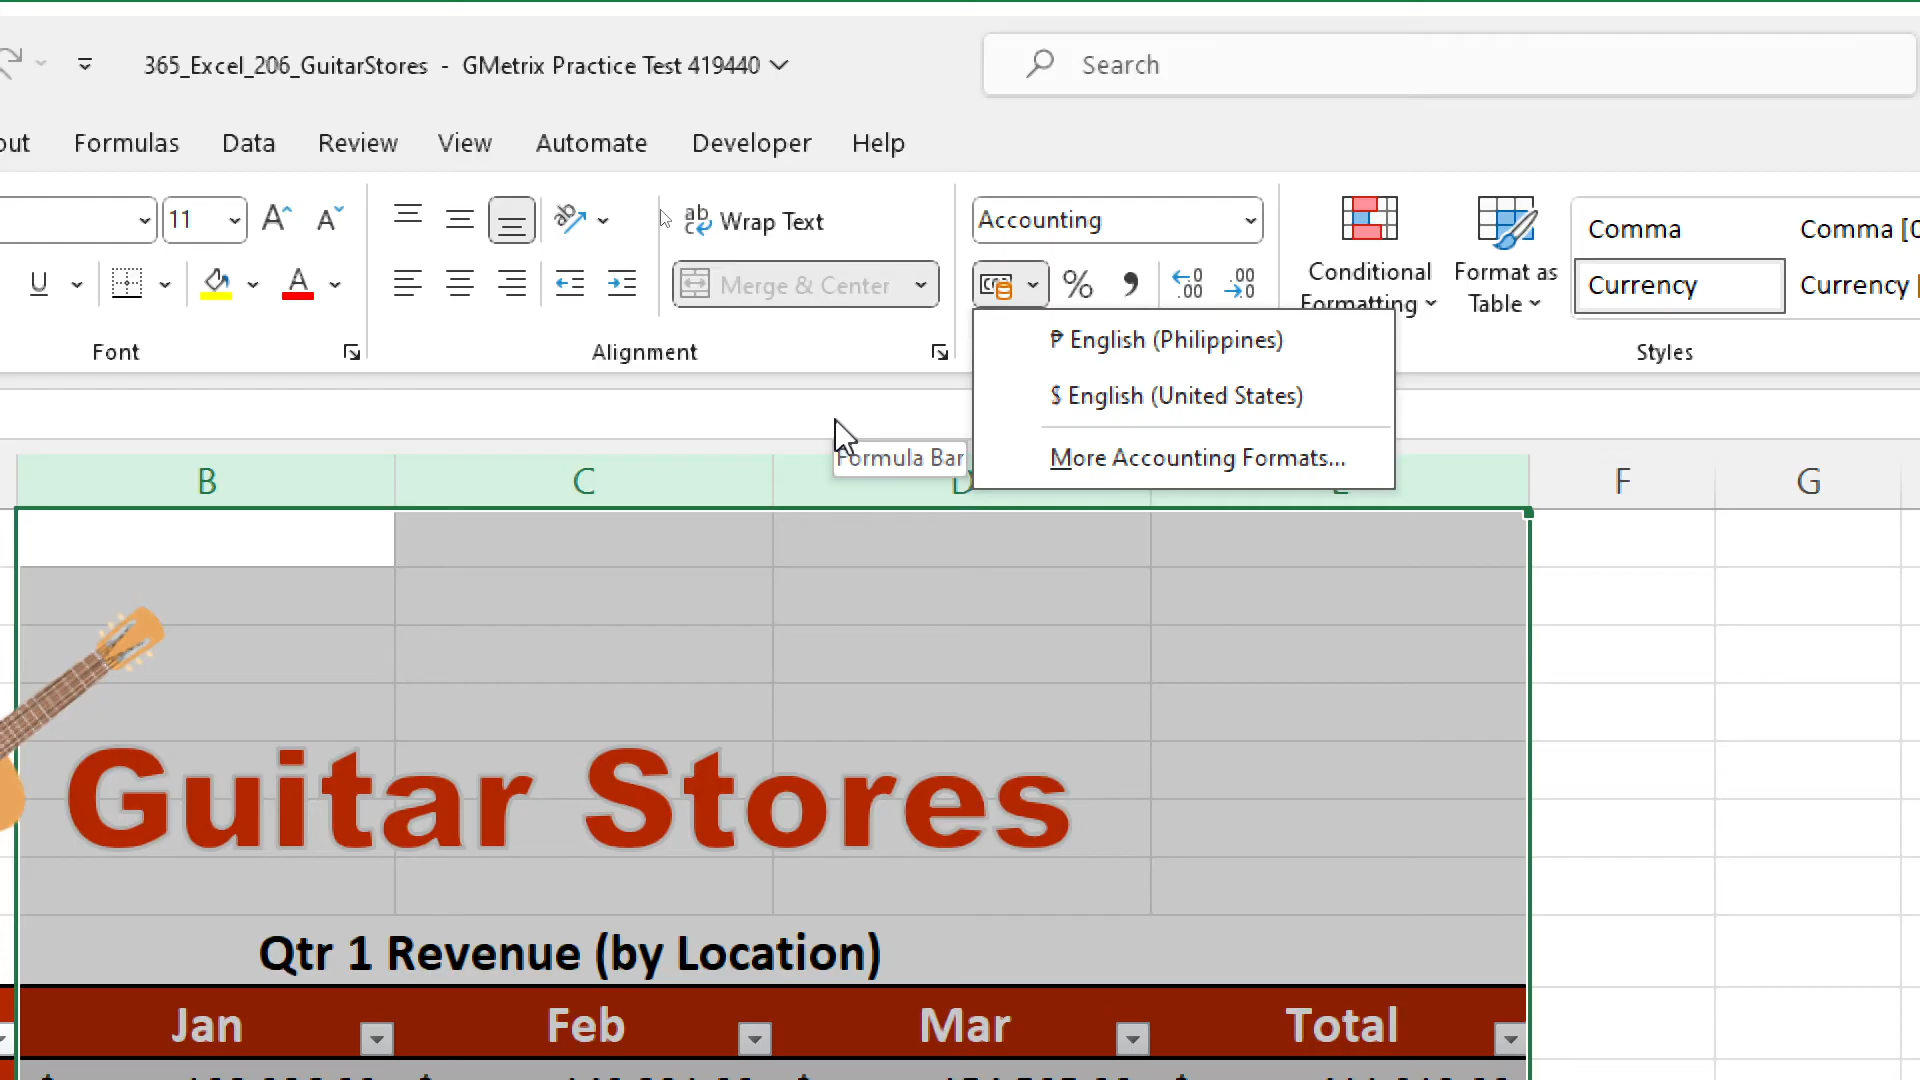 365_Excel_206_GuitarStores - GMetrix Practice Test 419440
Search
out Formulas Data Review View Automate Developer Help
11
Wrap Text
Accounting
Comma
Comma [0
U
Merge & Center
%
Conditional Formatting
Format as Table
Currency
Currency [
Font
Alignment
Styles
₱ English (Philippines)
$ English (United States)
More Accounting Formats...
Formula Bar
B C D E F G
Guitar Stores
Qtr 1 Revenue (by Location)
Jan Feb Mar Total